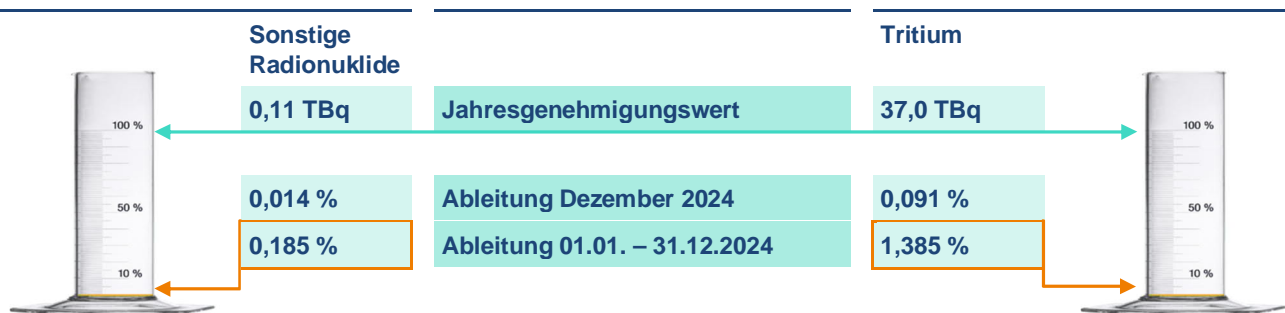 Sonstige
Radionuklide
Tritium
0,11 TBq Jahresgenehmigungswert 37,0 TBq
100 % 100 %
0,014 % Ableitung Dezember 2024 0,091 %
50 % 50 %
0,185 % Ableitung 01.01. – 31.12.2024 1,385 %
10 % 10 %